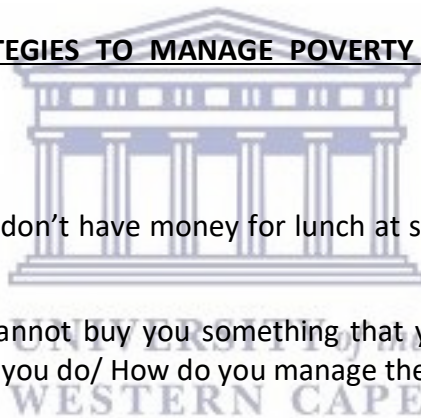 TEGIES TO MANAGE POVERTY
don't have money for lunch at s
annot buy you something that y
UNIVERSITY of the
you do/ How do you manage the
WESTERN CAPE